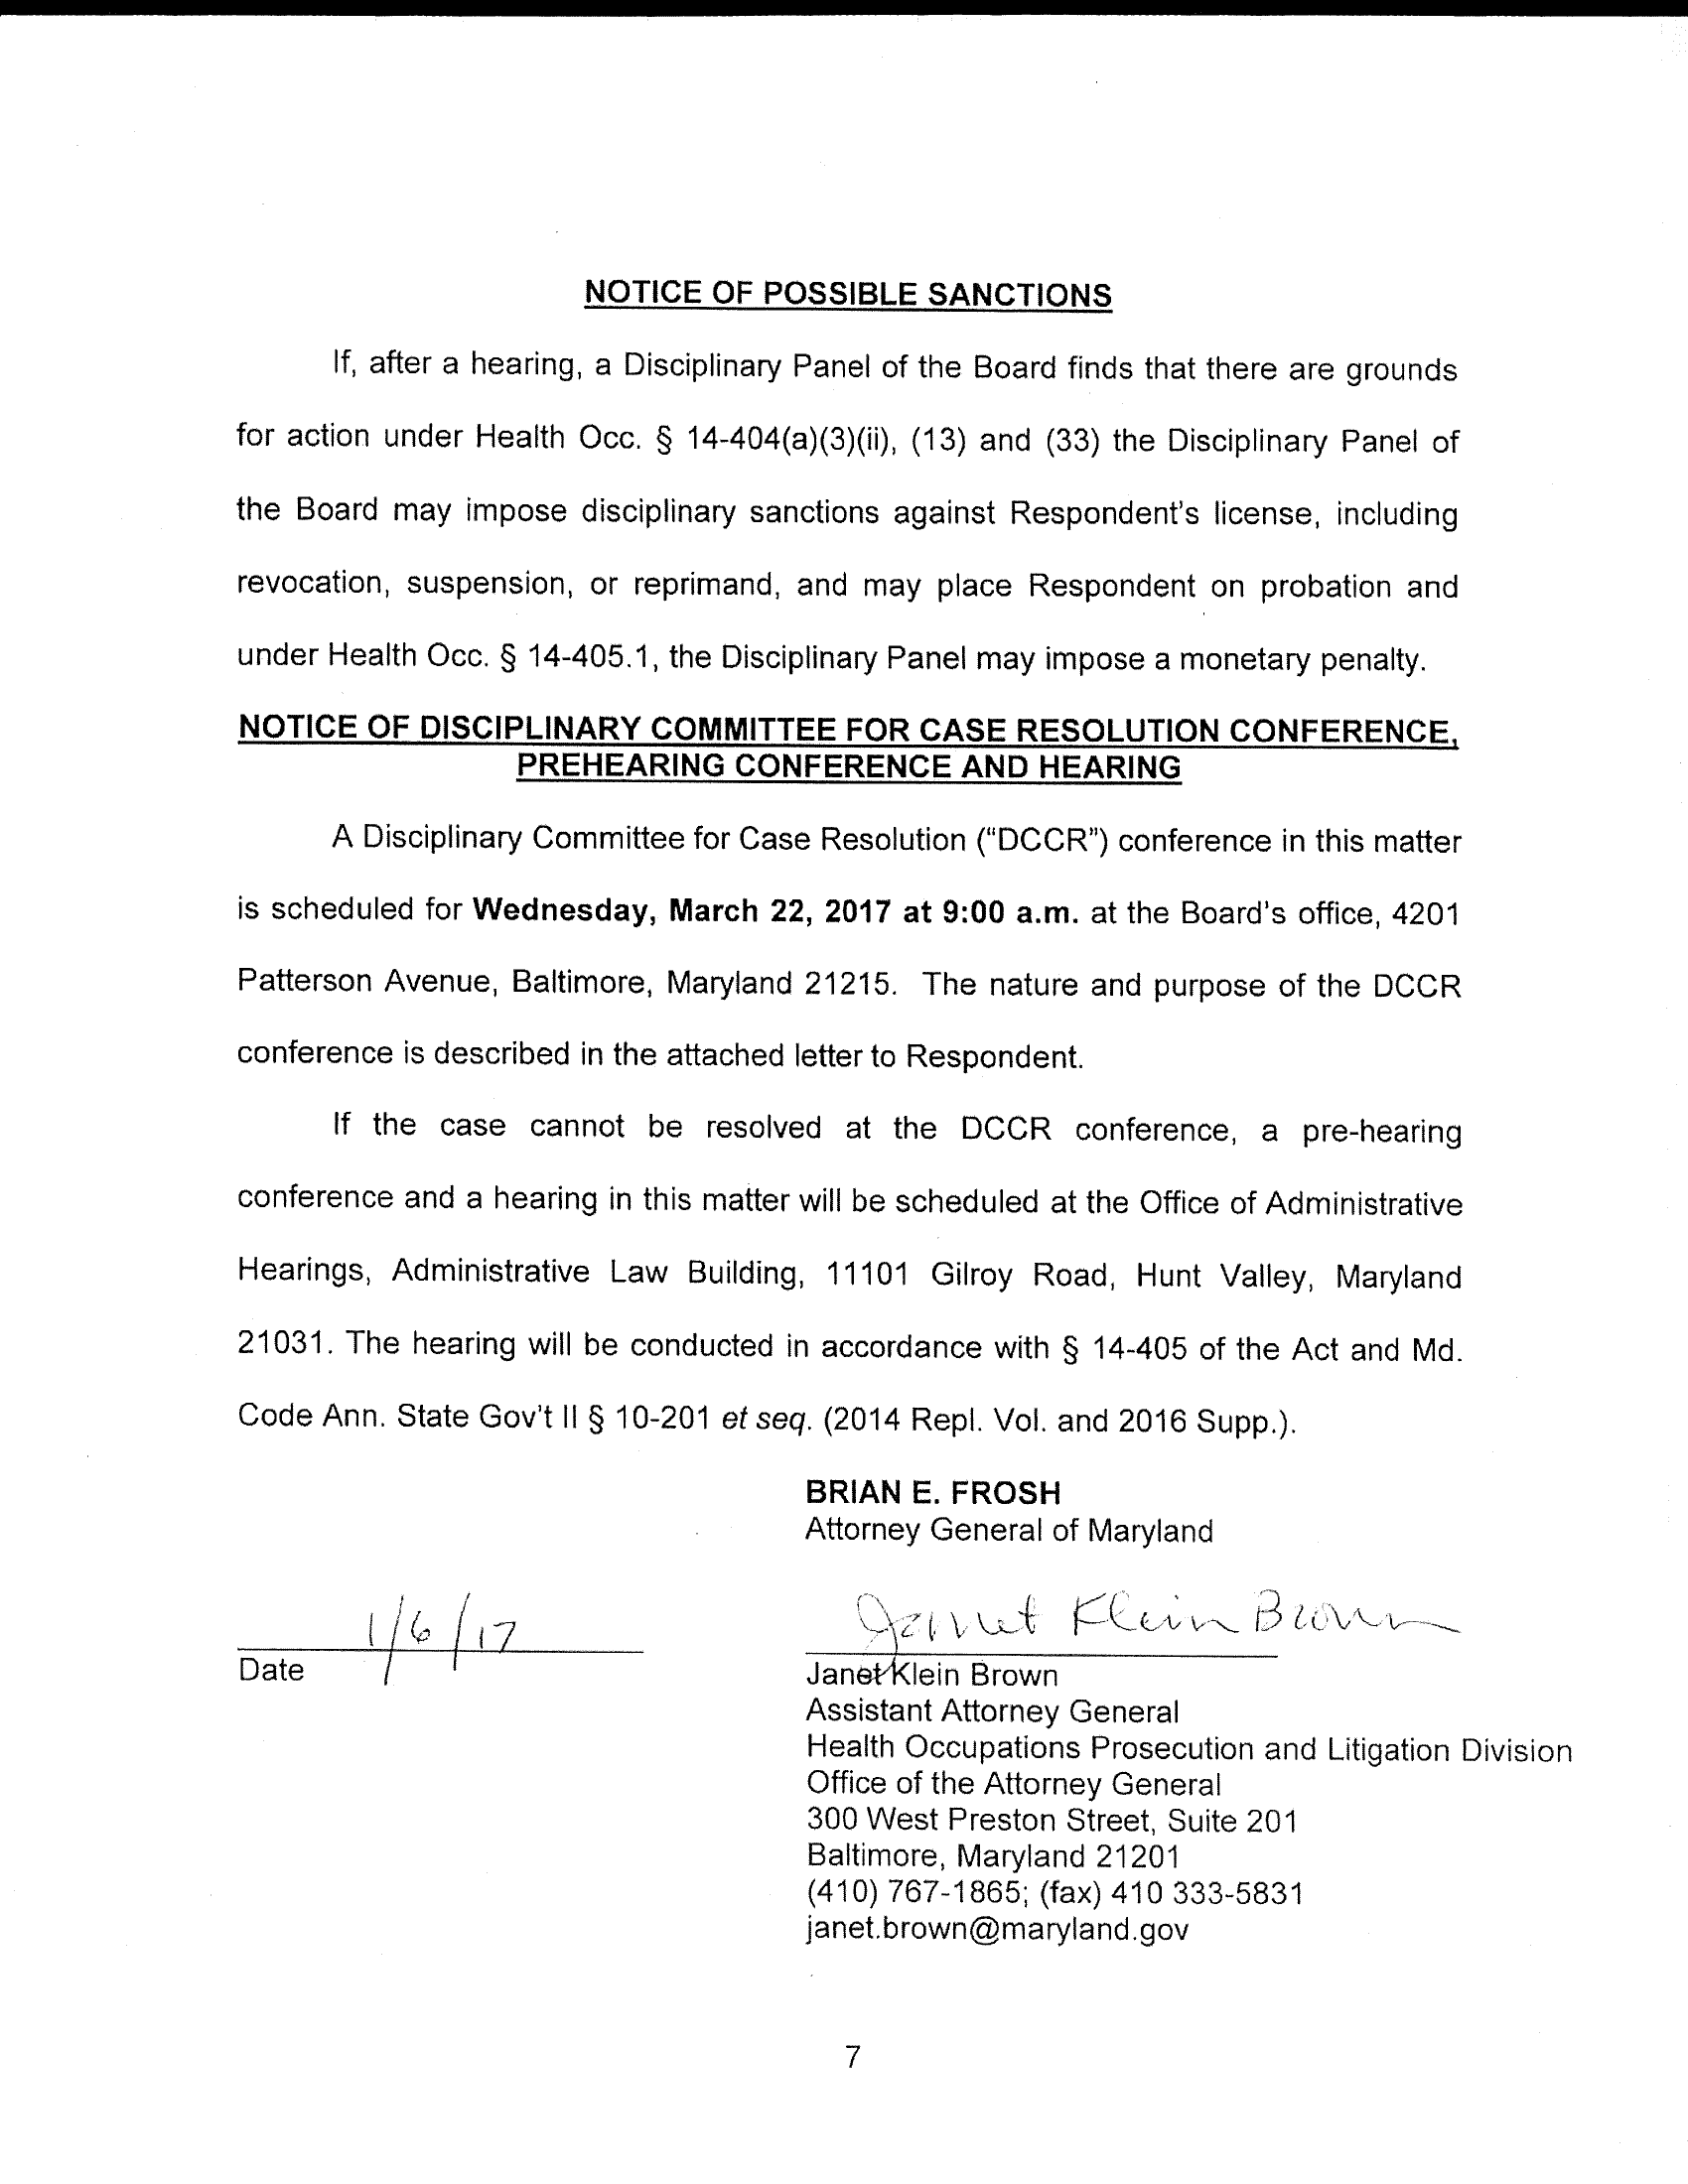 NOTICE OF POSSIBLE SANCTIONS
If, after a hearing, a Disciplinary Panel of the Board finds that there are grounds
for action under Health Occ. § 14-404(a)(3)(ii), (13) and (33) the Disciplinary Panel of
the Board may impose disciplinary sanctions against Respondent's license, including
revocation, suspension, or reprimand, and may place Respondent on probation and
under Health Occ. § 14-405.1, the Disciplinary Panel may impose a monetary penalty.
NOTICE OF DISCIPLINARY COMMITTEE FOR CASE RESOLUTION CONFERENCE,
PREHEARING CONFERENCE AND HEARING
A Disciplinary Committee for Case Resolution ("DCCR") conference in this matter
is scheduled for Wednesday, March 22, 2017 at 9:00 a.m. at the Board's office, 4201
Patterson Avenue, Baltimore, Maryland 21215. The nature and purpose of the DCCR
conference is described in the attached letter to Respondent.
If the case cannot be resolved at the DCCR conference, a pre-hearing
conference and a hearing in this matter will be scheduled at the Office of Administrative
Hearings, Administrative Law Building, 11101 Gilroy Road, Hunt Valley, Maryland
21031. The hearing will be conducted in accordance with § 14-405 of the Act and Md.
Code Ann. State Gov't II § 10-201 et seq. (2014 Repl. Vol. and 2016 Supp.).
BRIAN E. FROSH
Attorney General of Maryland
1/6/17
Date
Janet Klein Brown
Janet Klein Brown
Assistant Attorney General
Health Occupations Prosecution and Litigation Division
Office of the Attorney General
300 West Preston Street, Suite 201
Baltimore, Maryland 21201
(410) 767-1865; (fax) 410 333-5831
janet.brown@maryland.gov
7